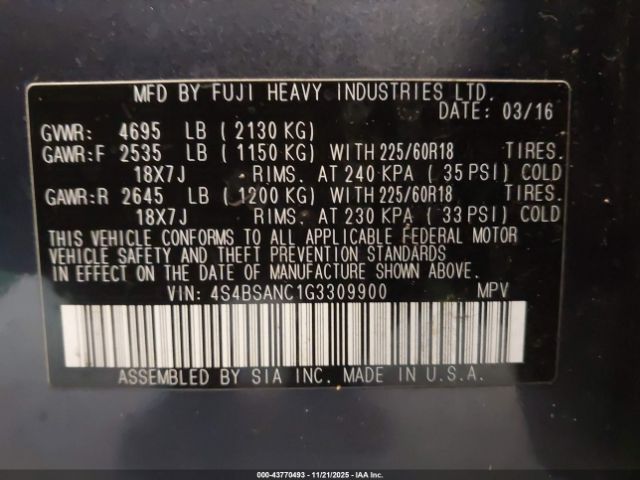 MFD BY FUJI HEAVY INDUSTRIES LTD.
DATE: 03/16
GVWR: 4695 LB ( 2130 KG)
GAWR:F 2535 LB ( 1150 KG) WITH 225/60R18 TIRES.
18X7J RIMS. AT 240 KPA ( 35 PSI) COLD
GAWR:R 2645 LB ( 1200 KG) WITH 225/60R18 TIRES.
18X7J RIMS. AT 230 KPA ( 33 PSI) COLD
THIS VEHICLE CONFORMS TO ALL APPLICABLE FEDERAL MOTOR
VEHICLE SAFETY AND THEFT PREVENTION STANDARDS
IN EFFECT ON THE DATE OF MANUFACTURE SHOWN ABOVE.
VIN: 4S4BSANC1G3309900 MPV
ASSEMBLED BY SIA INC. MADE IN U.S.A.
000-43770493 - 11/21/2025 - IAA Inc.